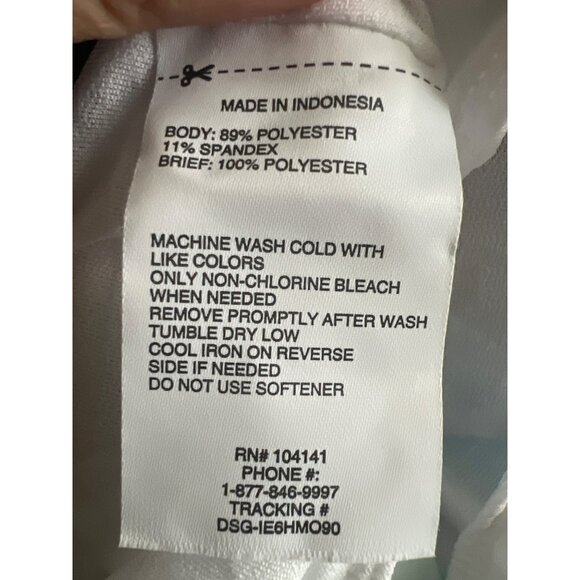 MADE IN INDONESIA
BODY: 89% POLYESTER
11% SPANDEX
BRIEF: 100% POLYESTER
MACHINE WASH COLD WITH
LIKE COLORS
ONLY NON-CHLORINE BLEACH
WHEN NEEDED
REMOVE PROMPTLY AFTER WASH
TUMBLE DRY LOW
COOL IRON ON REVERSE
SIDE IF NEEDED
DO NOT USE SOFTENER
RN# 104141
PHONE #:
1-877-846-9997
TRACKING #
DSG-IE6HMO90